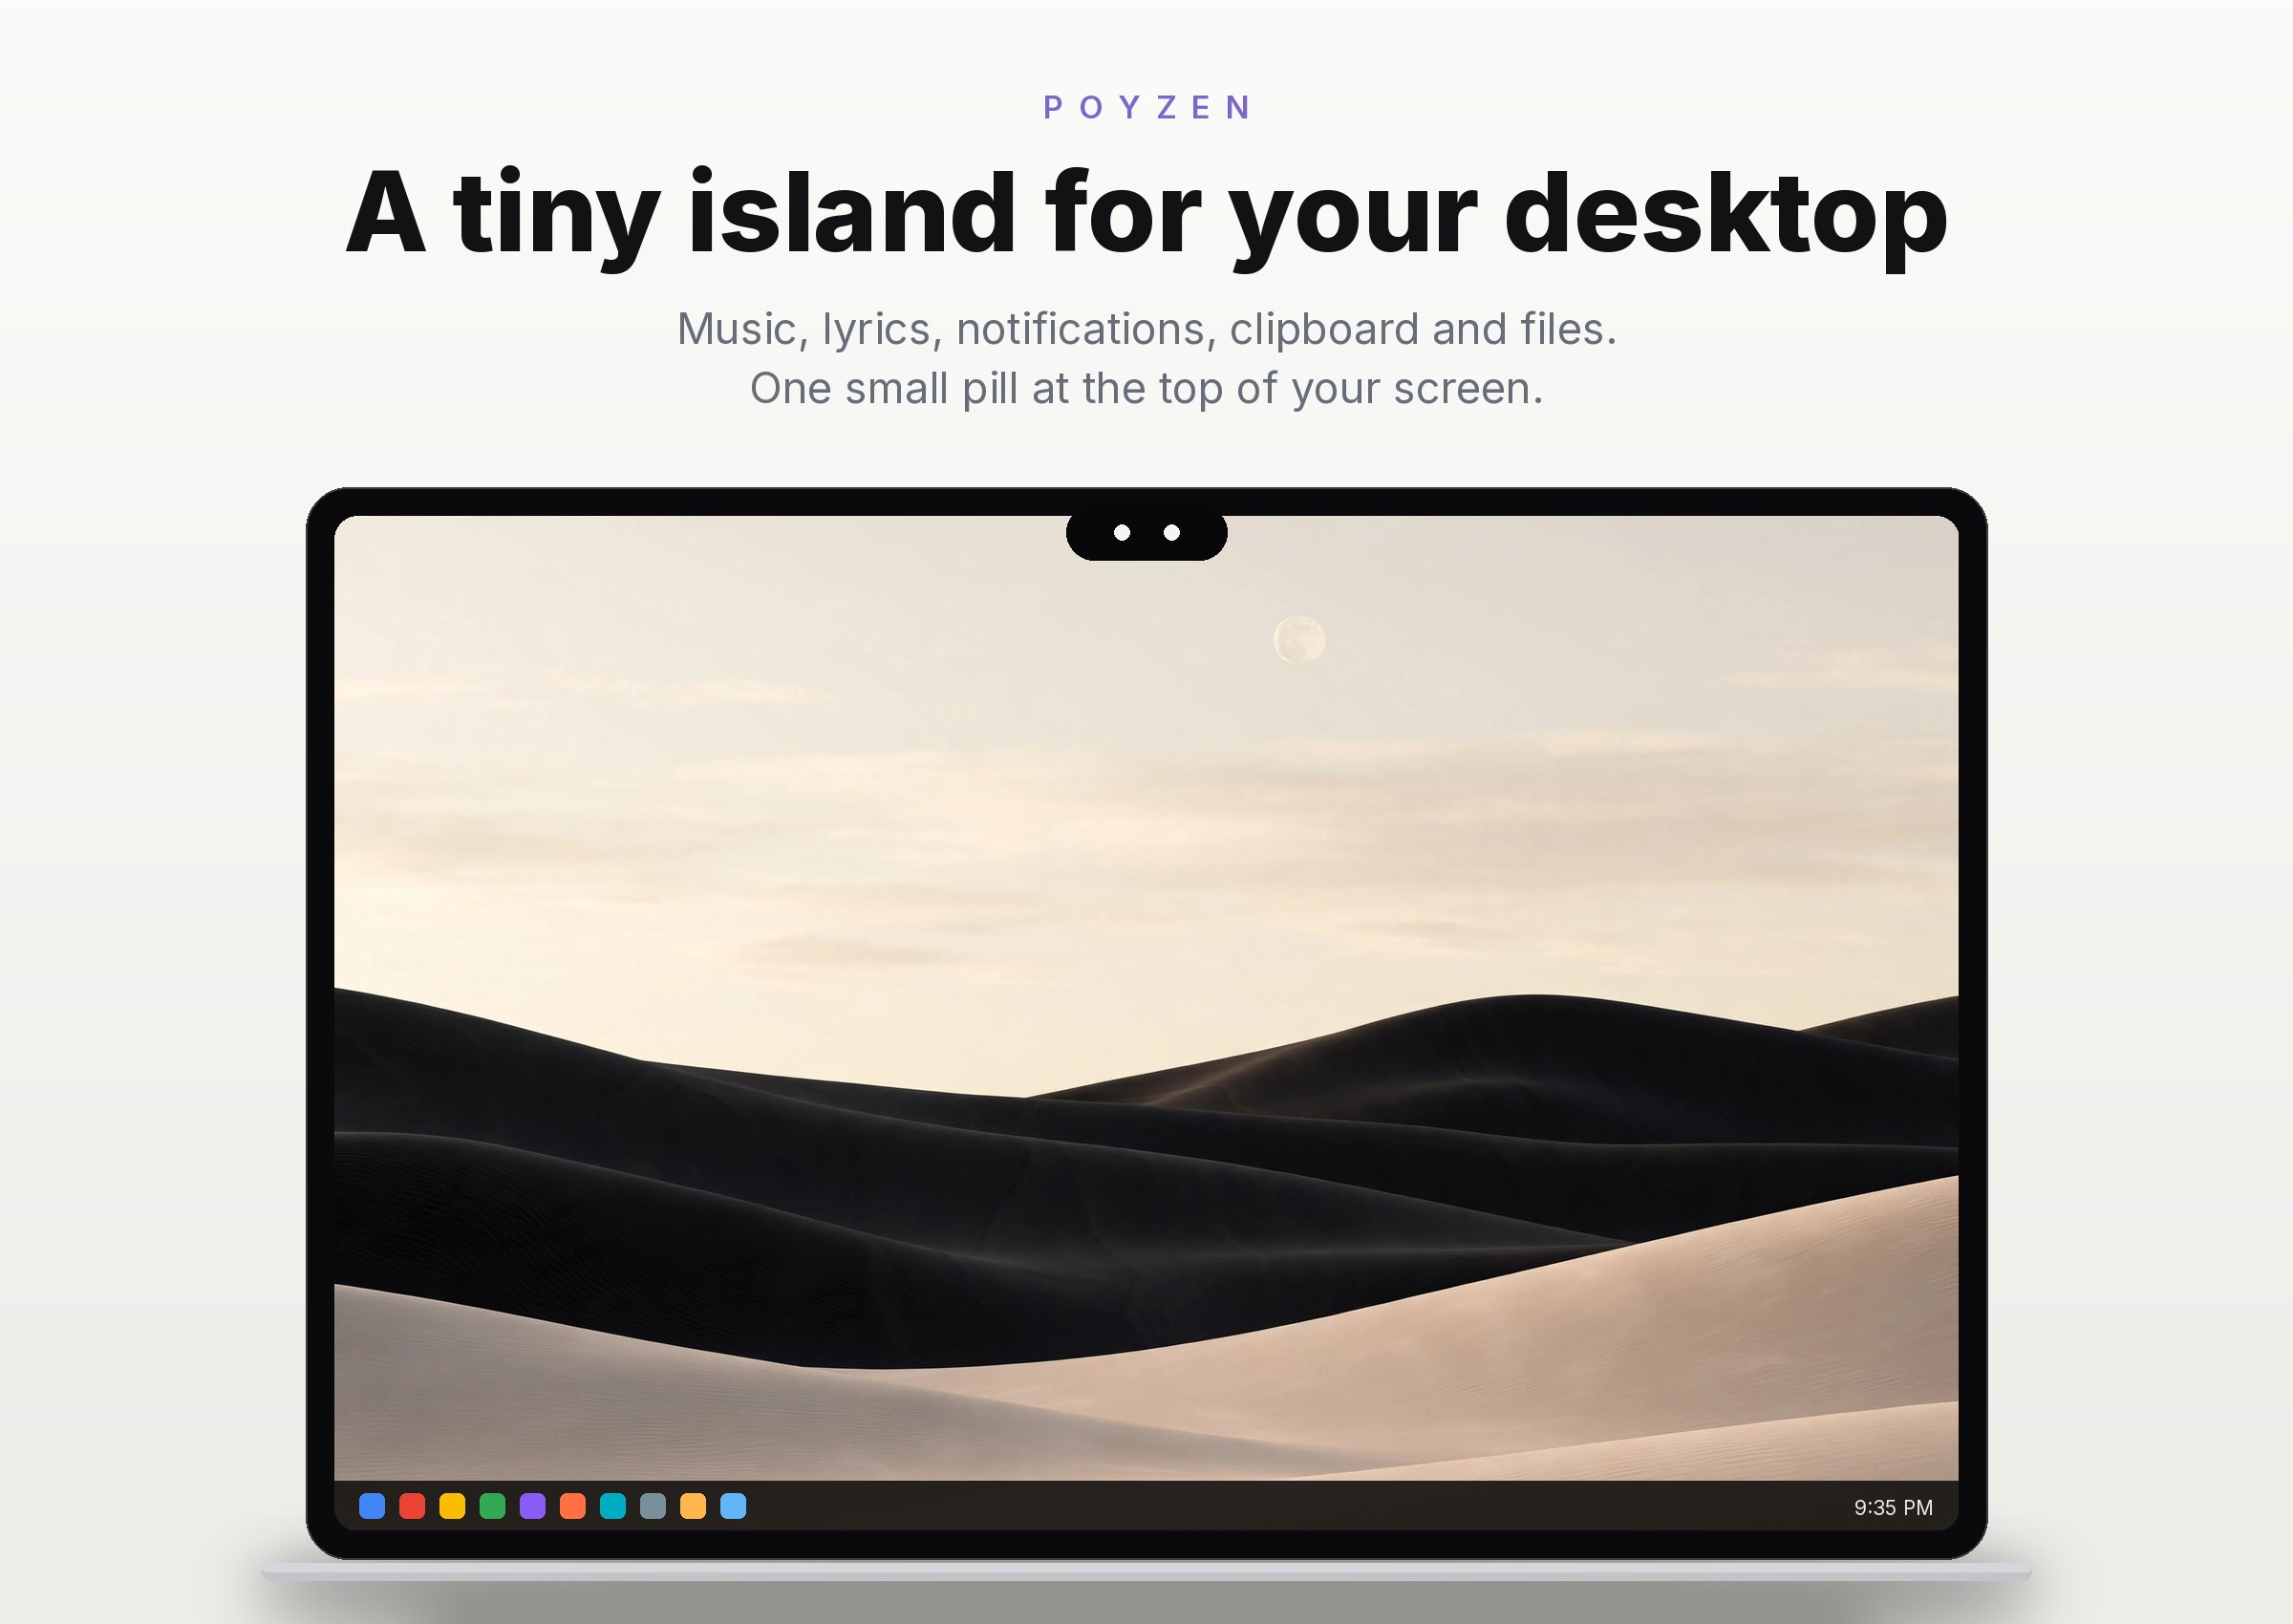 POYZEN
A tiny island for your desktop
Music, lyrics, notifications, clipboard and files.
One small pill at the top of your screen.
9:35 PM